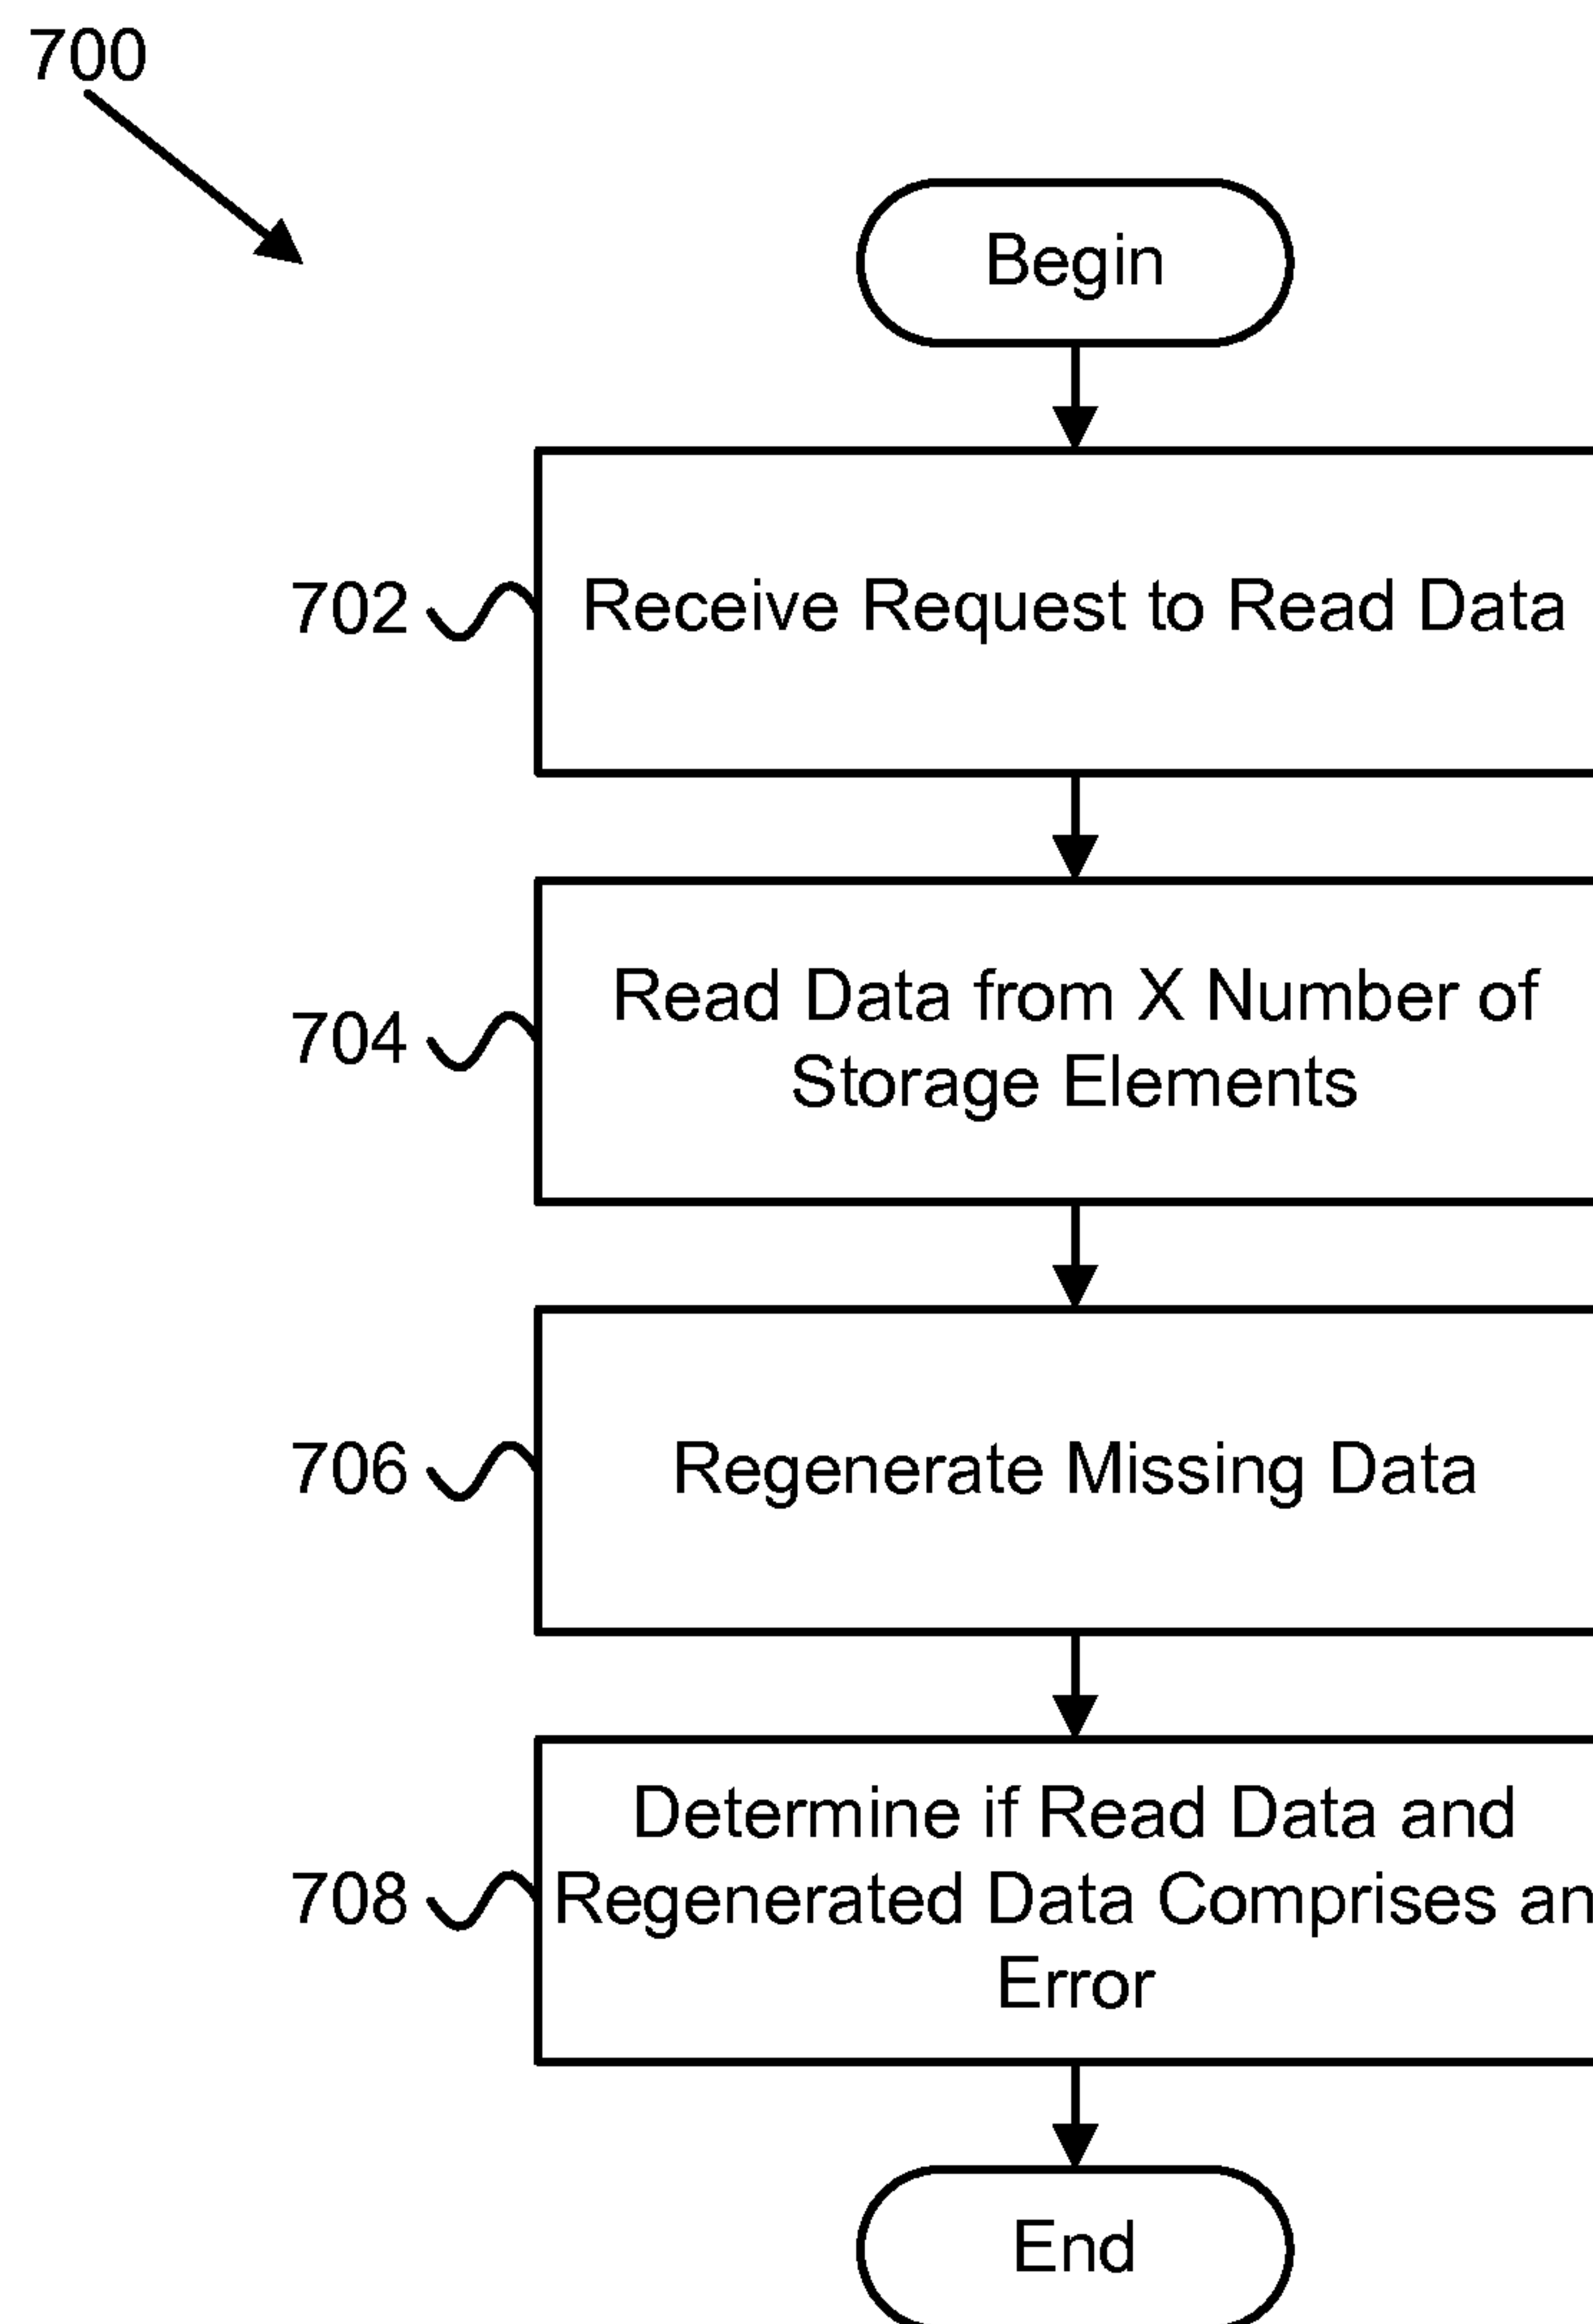 700
Begin
702
Receive Request to Read Data
704
Read Data from X Number of
Storage Elements
706
Regenerate Missing Data
Determine if Read Data and
708
Regenerated Data Comprises an
Error
End